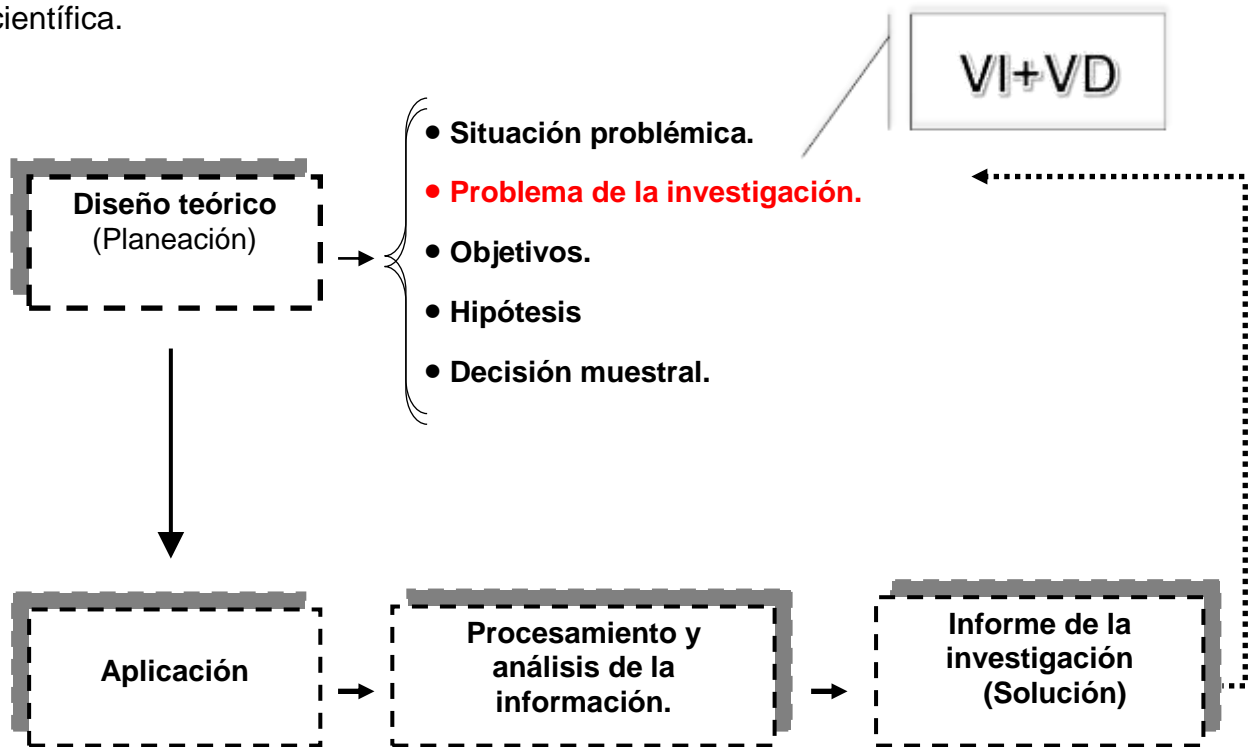 científica.
VI+VD
• Situación problémica.
• Problema de la investigación.
• Objetivos.
• Hipótesis
• Decisión muestral.
Diseño teórico
(Planeación)
Aplicación
Procesamiento y
análisis de la
información.
Informe de la
investigación
(Solución)